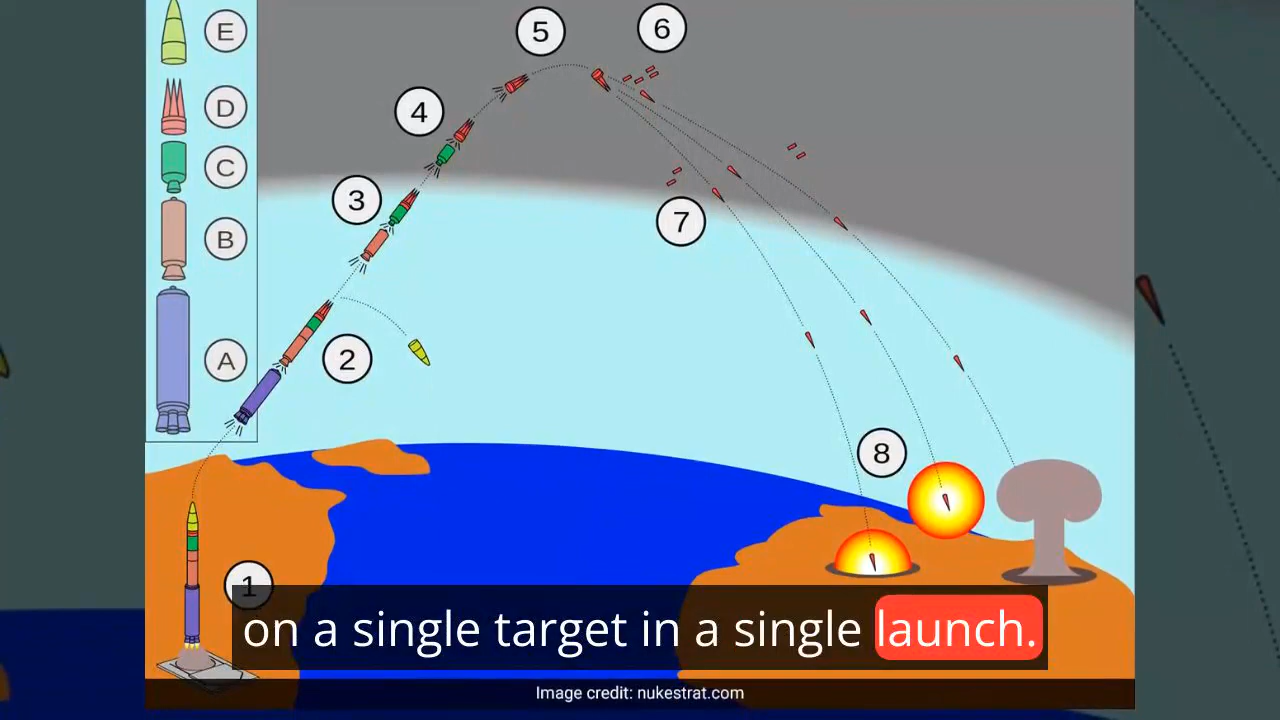 E
D
C
B
A
5
6
4
3
7
2
8
1
on a single target in a single launch.
Image credit: nukestrat.com